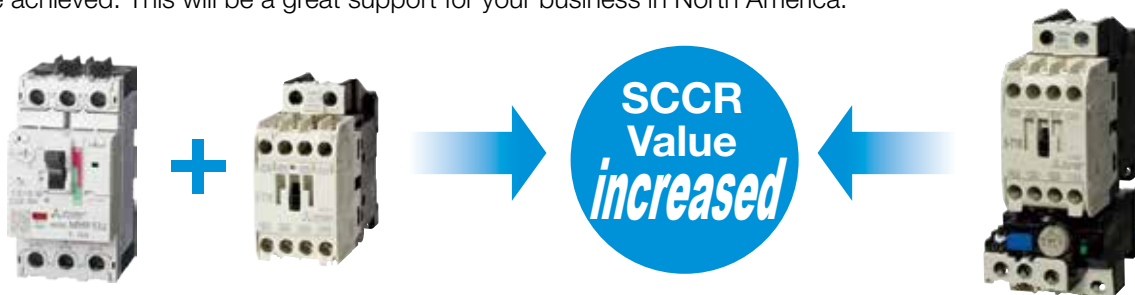 e achieved. This will be a great support for your business in North America.
SCCR
Value
increased